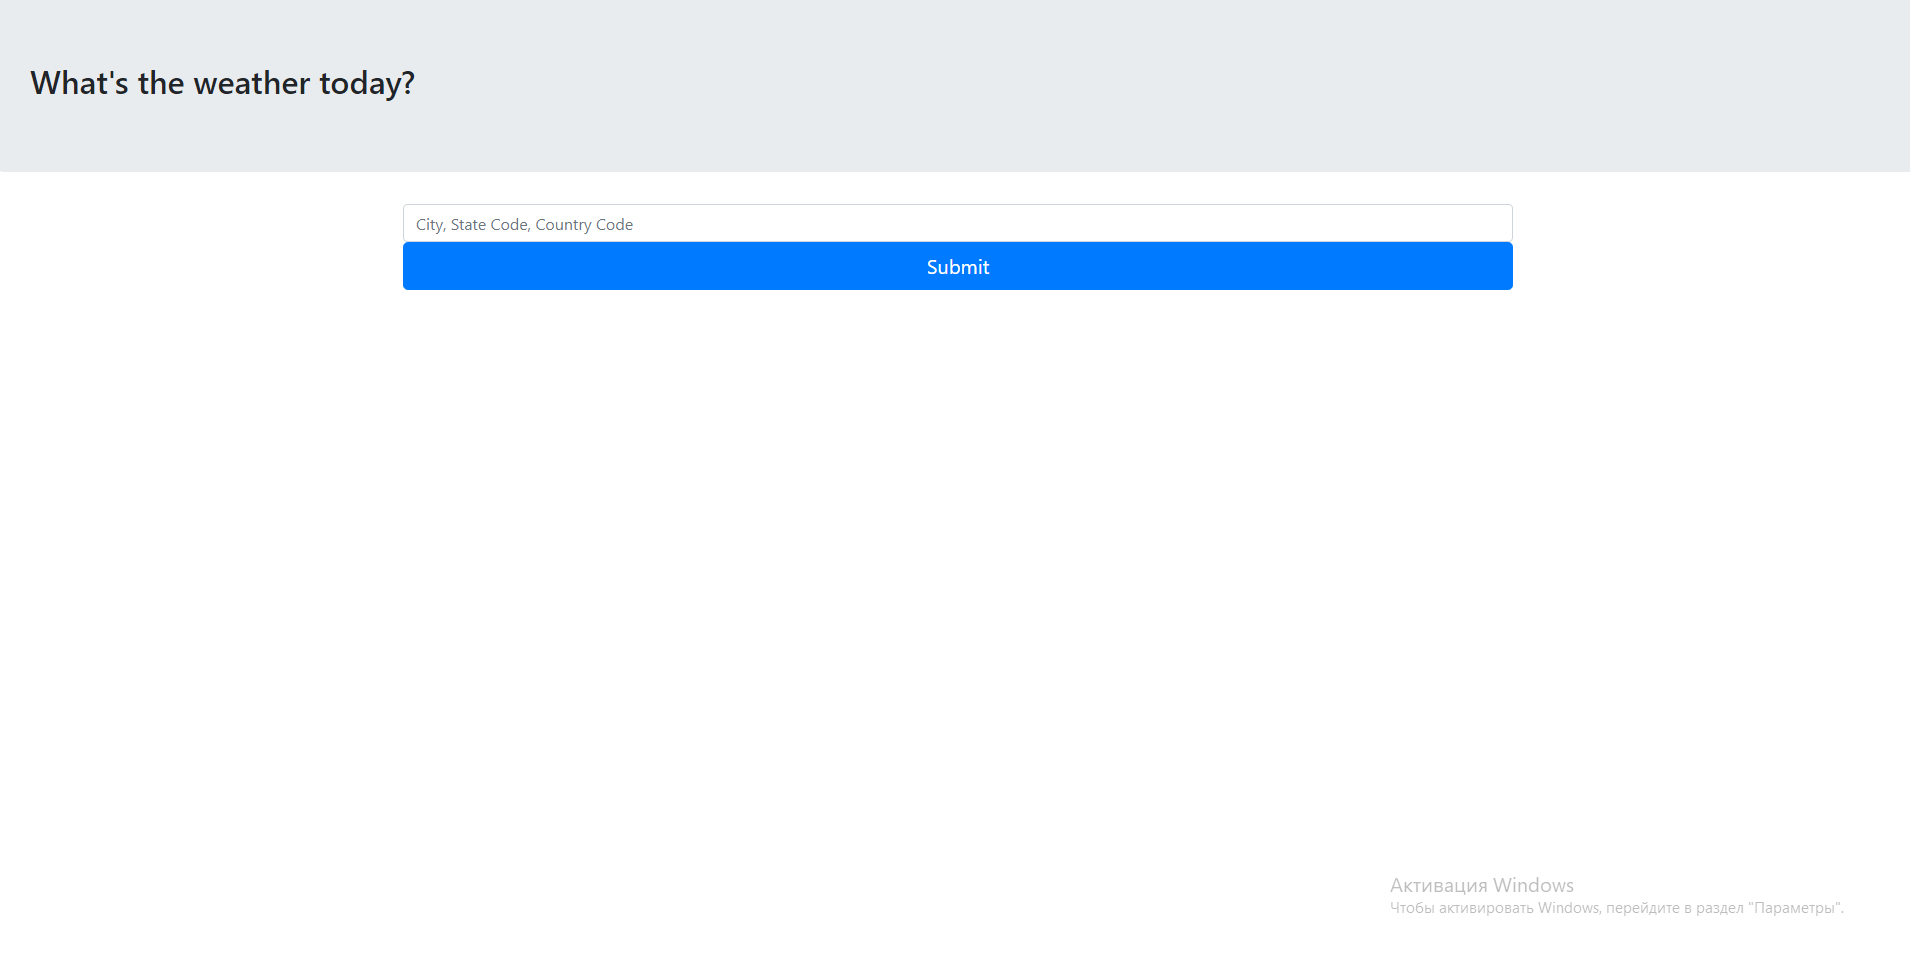 What's the weather today?
City, State Code, Country Code
Submit
Активация Windows
Чтобы активировать Windows, перейдите в раздел "Параметры".